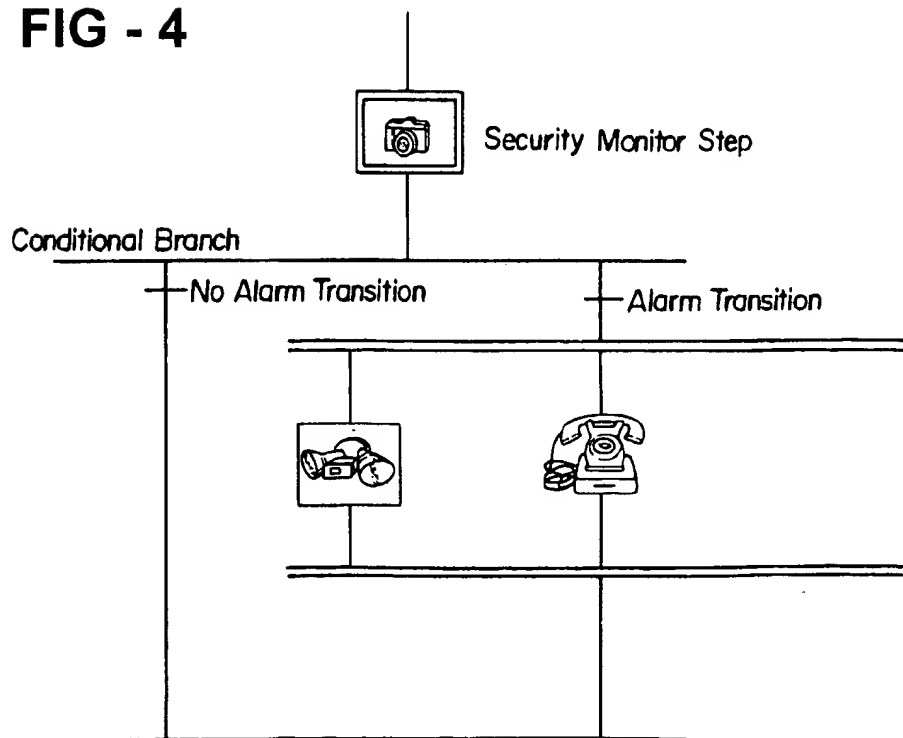 FIG - 4
Security Monitor Step
Conditional Branch
No Alarm Transition
Alarm Transition